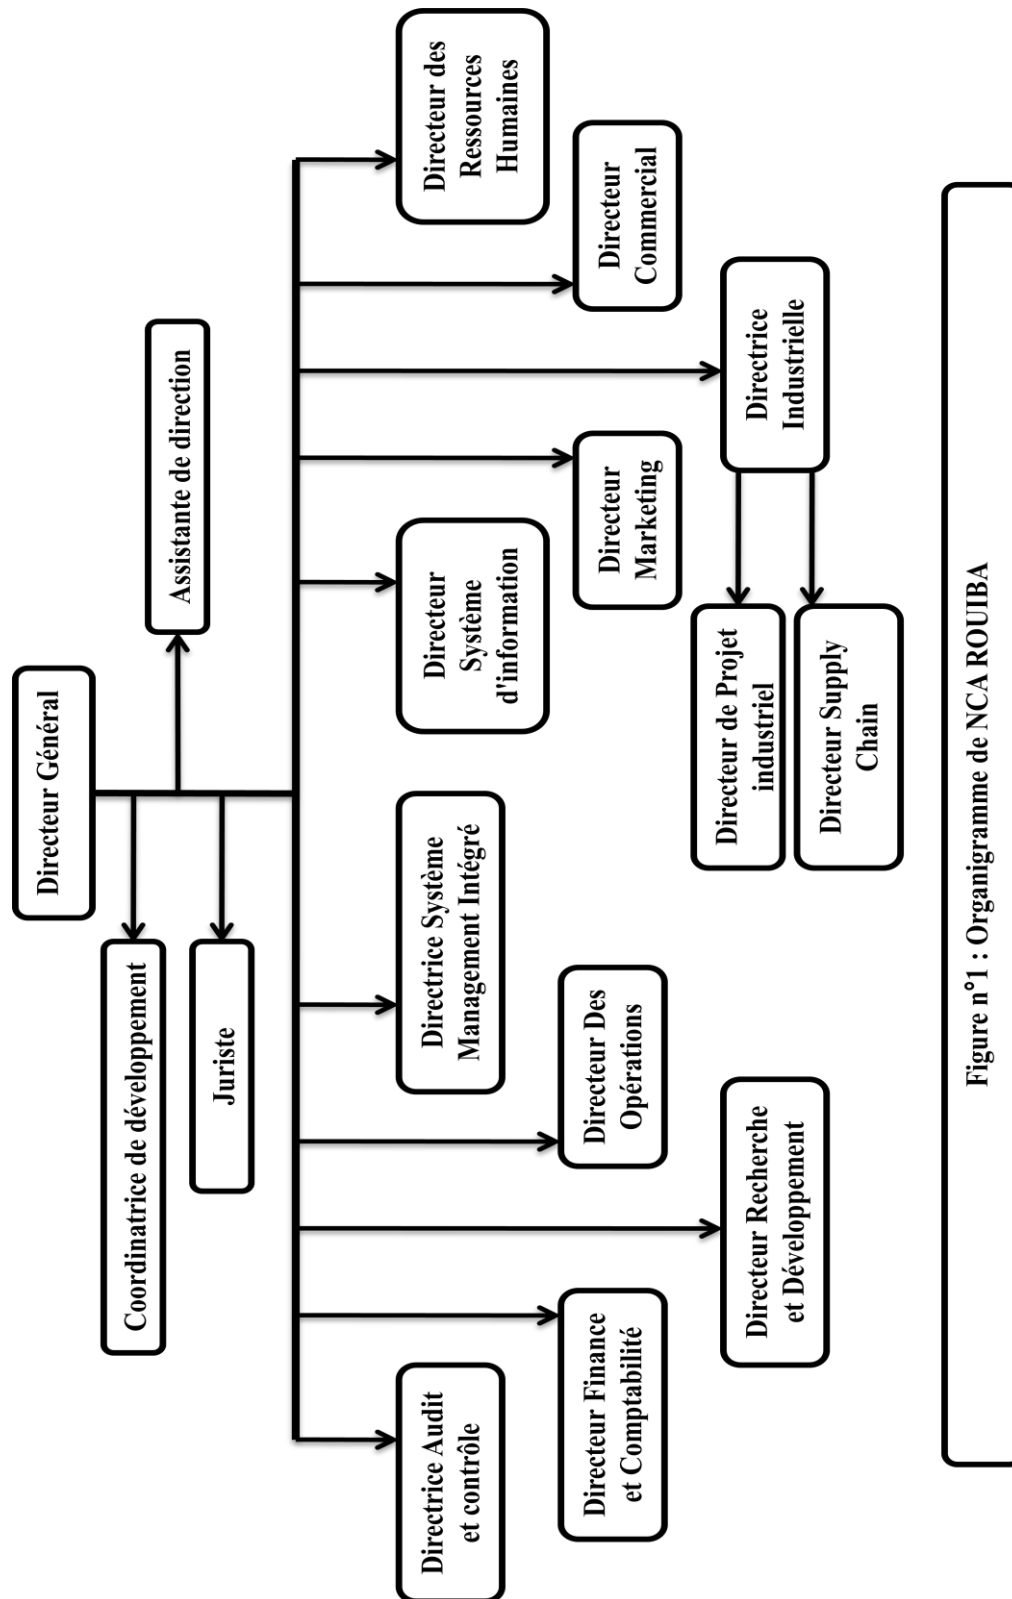 Directeur Général
Assistante de direction
Coordinatrice de développement
Juriste
Directrice Audit
et contrôle
Directeur Finance
et Comptabilité
Directeur Recherche
et Développement
Directeur Des
Opérations
Directrice Système
Management Intégré
Directeur
Système
d'information
Directeur
Marketing
Directrice
Industrielle
Directeur
Commercial
Directeur des
Ressources
Humaines
Directeur de Projet
industriel
Directeur Supply
Chain
Figure n°1 : Organigramme de NCA ROUIBA